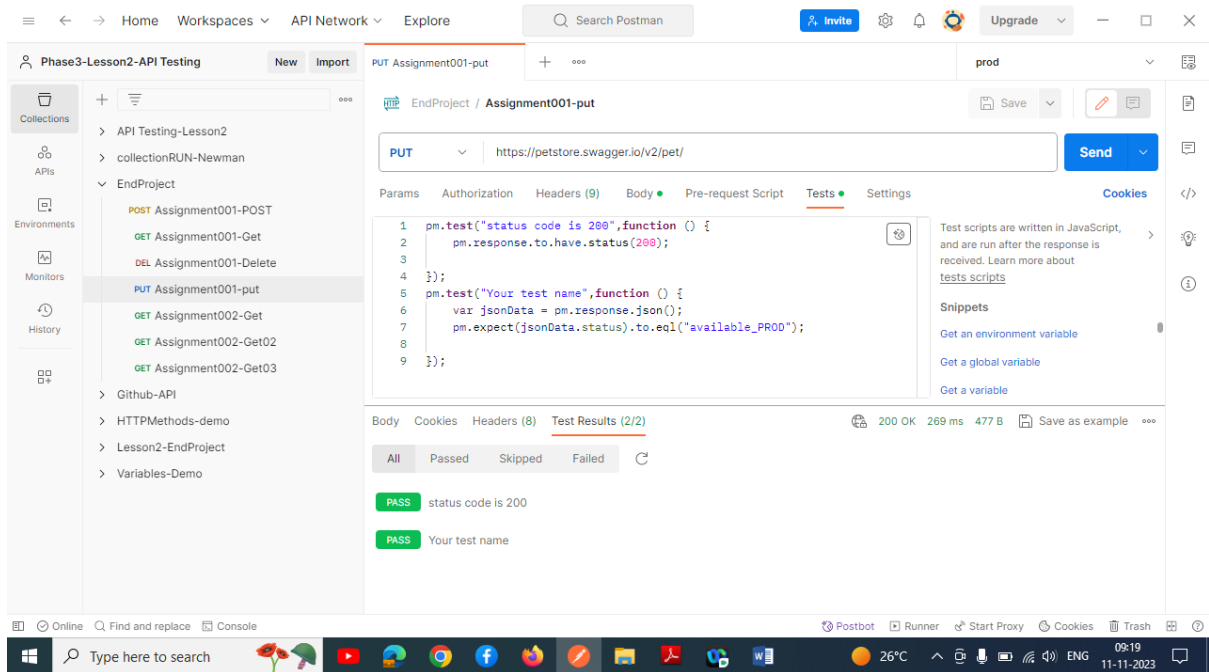 Home Workspaces API Network Explore Search Postman Invite Upgrade
Phase3-Lesson2-API Testing New Import PUT Assignment001-put prod
Collections
APIs
Environments
Monitors
History
API Testing-Lesson2
collectionRUN-Newman
EndProject
POST Assignment001-POST
GET Assignment001-Get
DEL Assignment001-Delete
PUT Assignment001-put
GET Assignment002-Get
GET Assignment002-Get02
GET Assignment002-Get03
Github-API
HTTPMethods-demo
Lesson2-EndProject
Variables-Demo
HTTP EndProject / Assignment001-put Save
PUT https://petstore.swagger.io/v2/pet/ Send
Params Authorization Headers (9) Body Pre-request Script Tests Settings Cookies
1 pm.test("status code is 200",function () {
2 pm.response.to.have.status(200);
3
4 });
5 pm.test("Your test name",function () {
6 var jsonData = pm.response.json();
7 pm.expect(jsonData.status).to.eql("available_PROD");
8
9 });
Test scripts are written in JavaScript,
and are run after the response is
received. Learn more about
tests scripts
Snippets
Get an environment variable
Get a global variable
Get a variable
Body Cookies Headers (8) Test Results (2/2) 200 OK 269 ms 477 B Save as example
All Passed Skipped Failed
PASS status code is 200
PASS Your test name
Online Find and replace Console Postbot Runner Start Proxy Cookies Trash
Type here to search 26°C ENG 09:19
11-11-2023